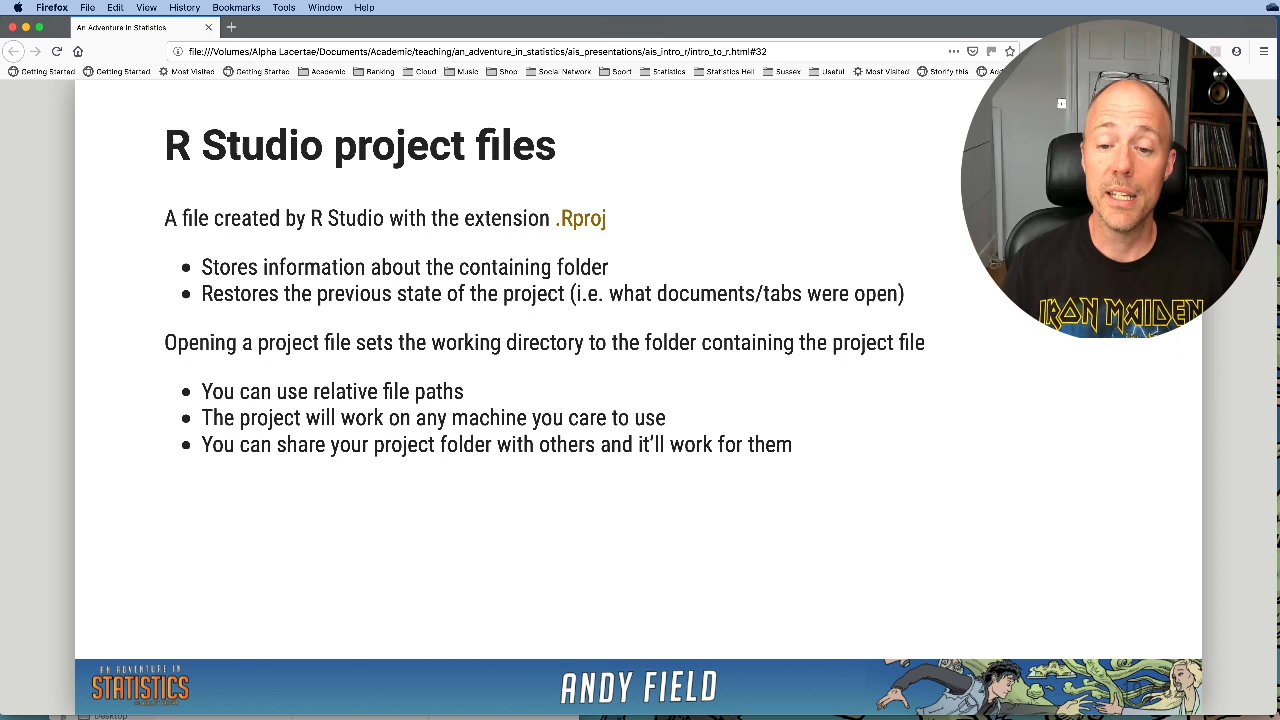 Firefox File Edit View History Bookmarks Tools Window Help
An Adventure in Statistics
file:///Volumes/Alpha Lacertae/Documents/Academic/teaching/an_adventure_in_statistics/ais_presentations/ais_intro_r/intro_to_r.html#32
Getting Started Getting Started Most Visited Getting Started Academic Banking Cloud Music Shop Social Network Sport Statistics Statistics Hell Sussex Useful Most Visited Storify this
R Studio project files
A file created by R Studio with the extension .Rproj
• Stores information about the containing folder
• Restores the previous state of the project (i.e. what documents/tabs were open)
Opening a project file sets the working directory to the folder containing the project file
• You can use relative file paths
• The project will work on any machine you care to use
• You can share your project folder with others and it’ll work for them
IRON MAIDEN
AN ADVENTURE IN
STATISTICS
ANDY FIELD
Desktop